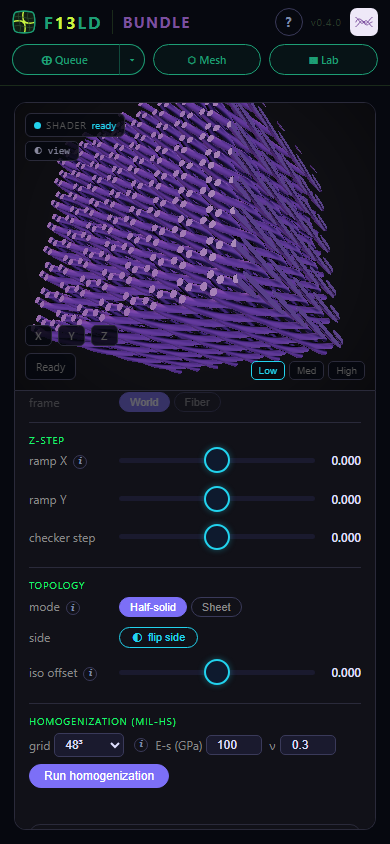 F13LD BUNDLE ? v0.4.0
Queue Mesh Lab
SHADER ready
view
X Y Z
Ready Low Med High
frame World Fiber
Z-STEP
ramp X i 0.000
ramp Y 0.000
checker step 0.000
TOPOLOGY
mode i Half-solid Sheet
side flip side
iso offset i 0.000
HOMOGENIZATION (MIL-HS)
grid 48³ i E-s (GPa) 100 ν 0.3
Run homogenization